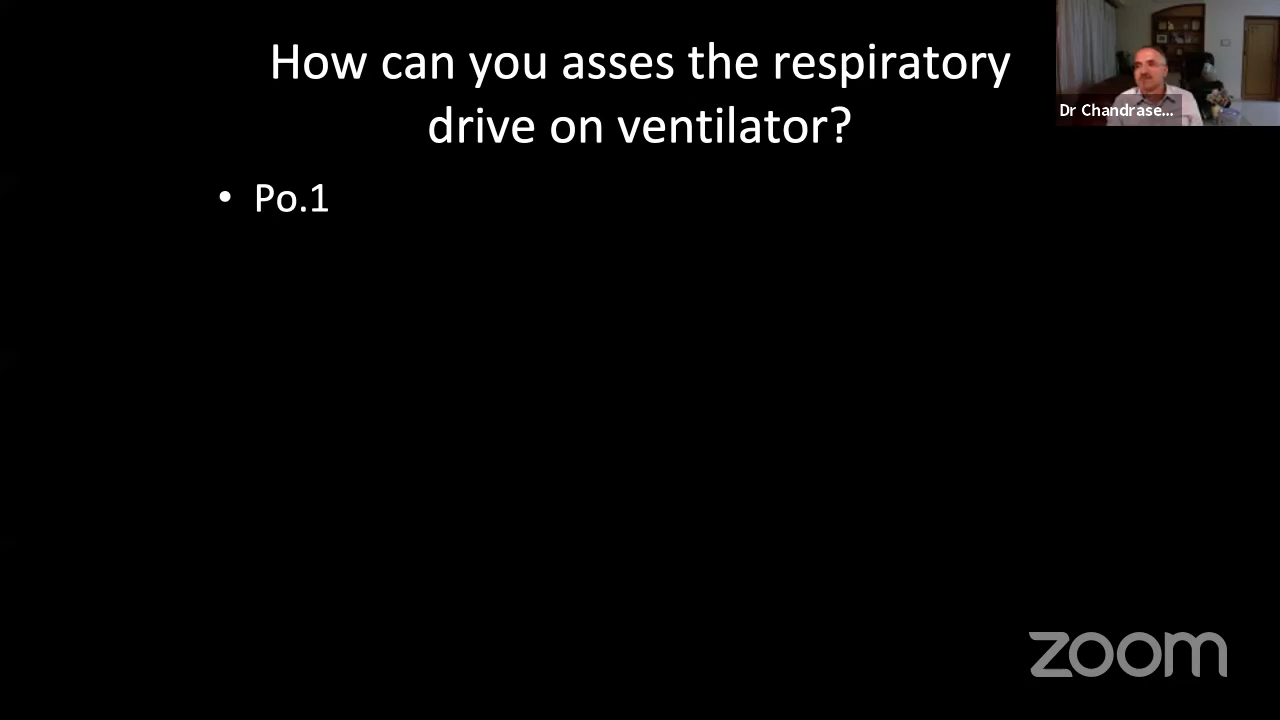 How can you asses the respiratory
drive on ventilator?
• Po.1
Dr Chandrase...
zoom